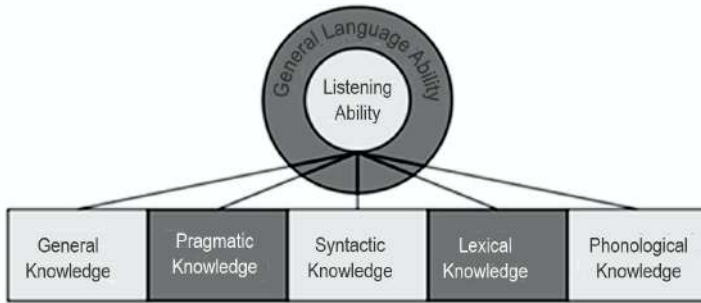 General Language Ability
Listening
Ability
General
Knowledge
Pragmatic
Knowledge
Syntactic
Knowledge
Lexical
Knowledge
Phonological
Knowledge